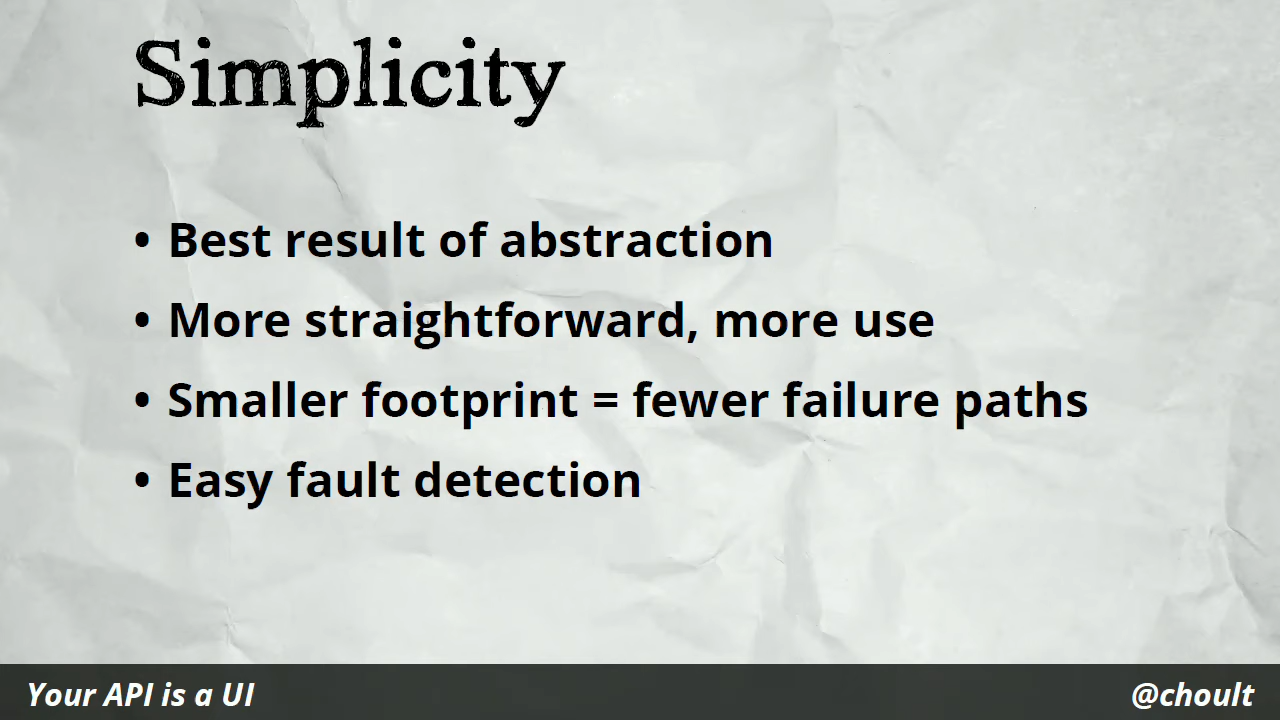 Simplicity
• Best result of abstraction
• More straightforward, more use
• Smaller footprint = fewer failure paths
• Easy fault detection
Your API is a UI
@choult